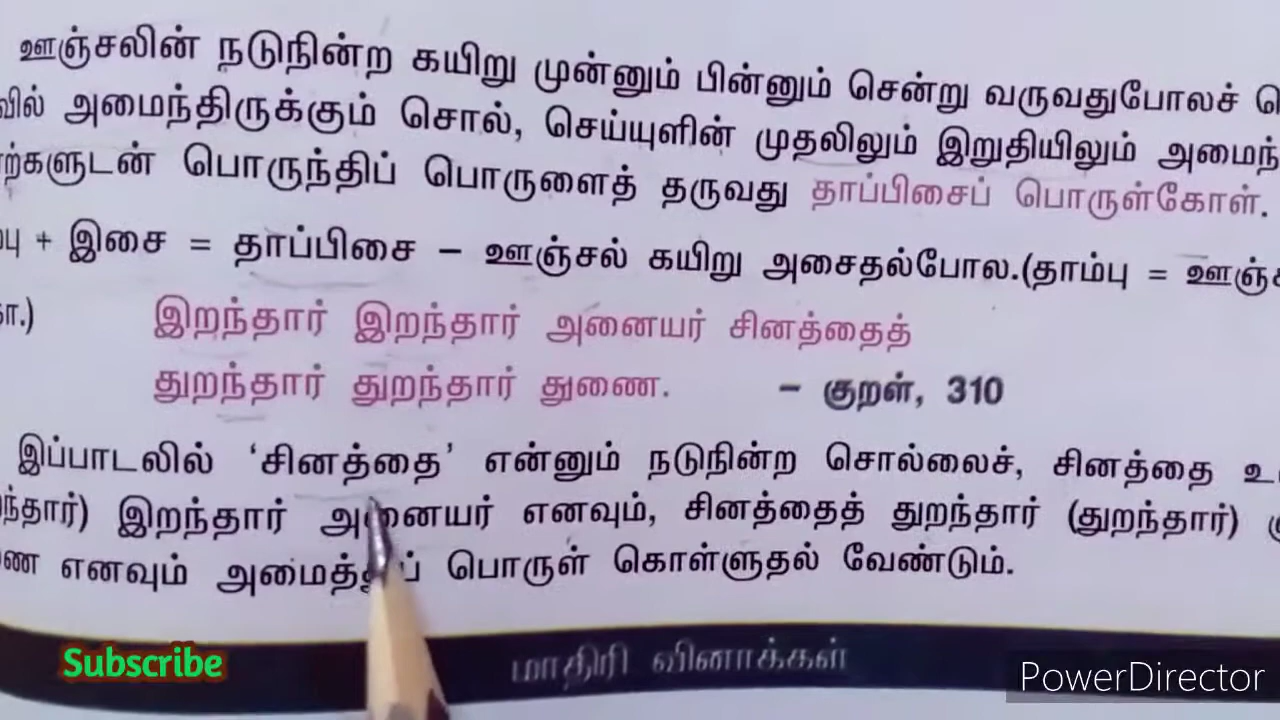 ஊஞ்சலின் நடுநின்ற கயிறு முன்னும் பின்னும் சென்று வருவதுபோலச்
அமைந்திருக்கும் சொல், செய்யுளின் முதலிலும் இறுதியிலும்
பொருந்திப் பொருளைத் தருவது தாப்பிசைப் பொருள்கோள்.
+ இசை = தாப்பிசை – ஊஞ்சல் கயிறு அசைதல்போல.(தாம்பு =
இறந்தார் இறந்தார் அனையர் சினத்தைத்
துறந்தார் துறந்தார் துணை. – குறள், 310
இப்பாடலில் ‘சினத்தை’ என்னும் நடுநின்ற சொல்லைச், சினத்தை
இறந்தார் அனையர் எனவும், சினத்தைத் துறந்தார் (துறந்தார்)
எனவும் அமைத்துப் பொருள் கொள்ளுதல் வேண்டும்.
மாதிரி வினாக்கள்
Subscribe
PowerDirector